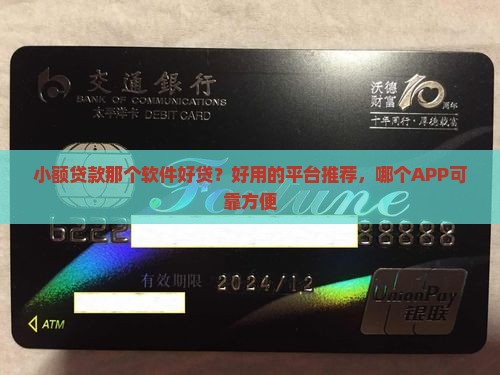 交通銀行
BANK OF COMMUNICATIONS
太平洋卡 DEBIT CARD
沃德
财富
10
周年
十年同行·厚德载富
小额贷款那个软件好贷？好用的平台推荐，哪个APP可
靠方便
Fortune
6222
88888
有效期限 2024/12
ATM
UnionPay
银联